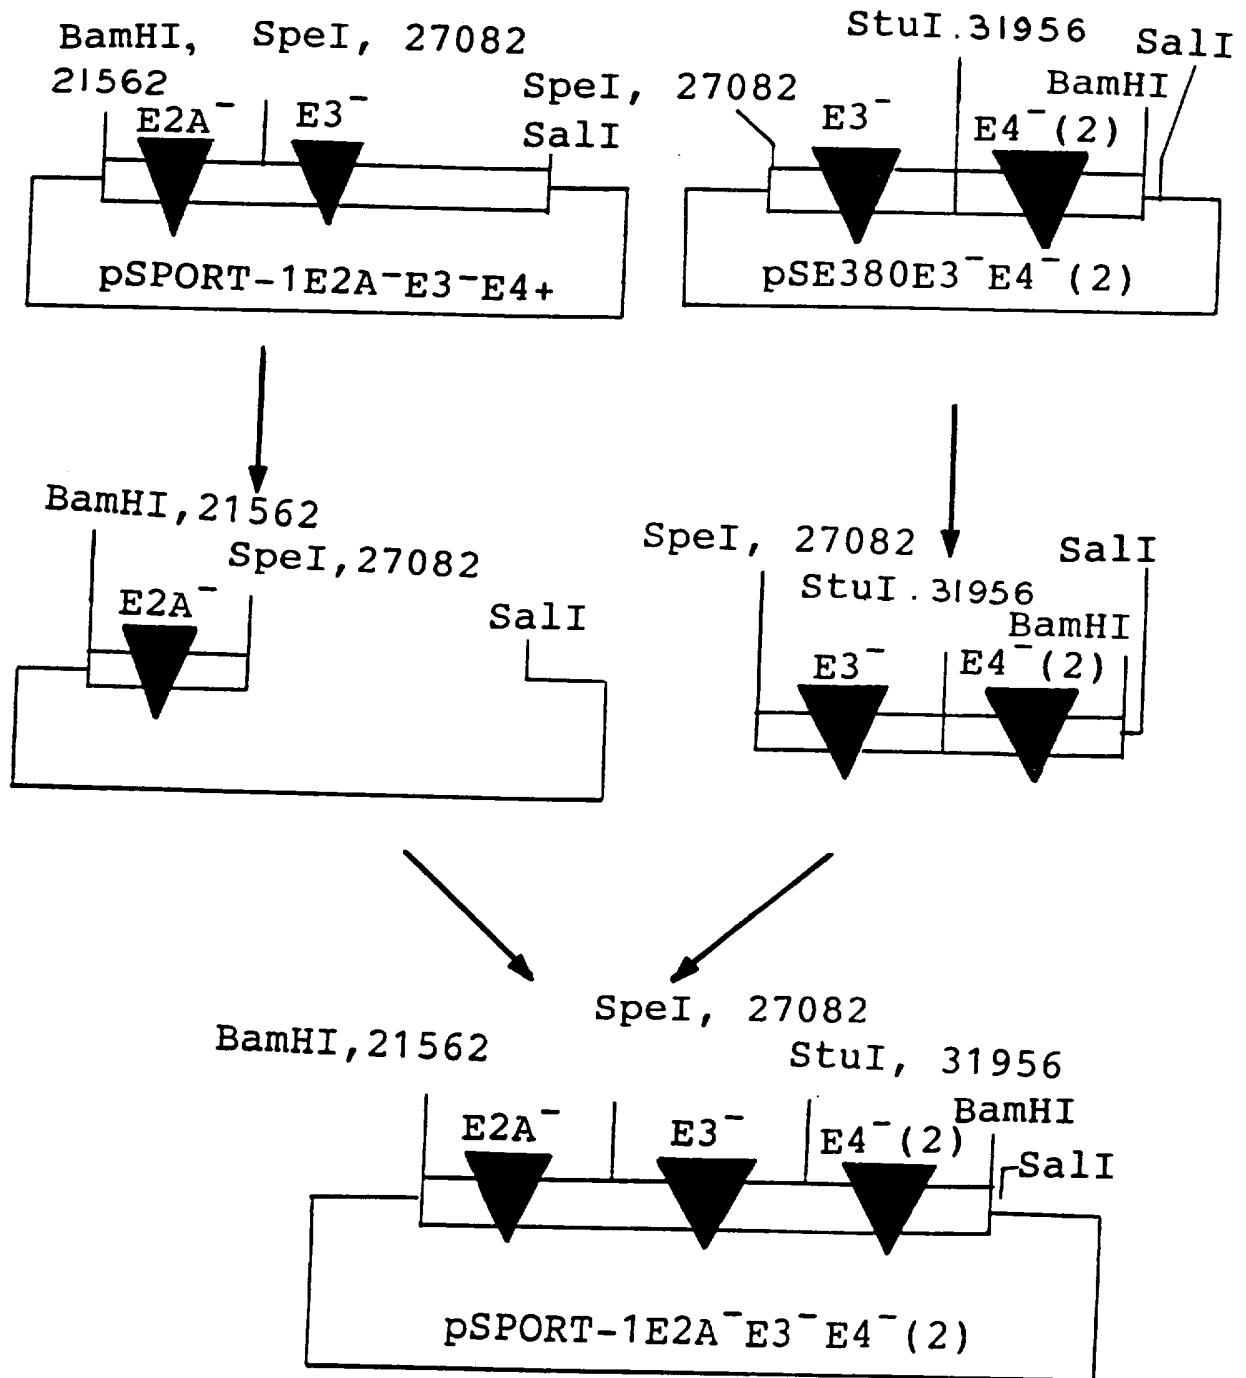 BamHI, 21562
SpeI, 27082
E2A⁻
E3⁻
SpeI, 27082
SalI
pSPORT-1E2A⁻E3⁻E4+
StuI.31956
SalI
BamHI
E3⁻
E4⁻(2)
pSE380E3⁻E4⁻(2)
BamHI,21562
SpeI,27082
E2A⁻
SalI
SpeI, 27082
StuI.31956
SalI
BamHI
E3⁻
E4⁻(2)
SpeI, 27082
BamHI,21562
StuI, 31956
BamHI
E2A⁻
E3⁻
E4⁻(2)
SalI
pSPORT-1E2A⁻E3⁻E4⁻(2)